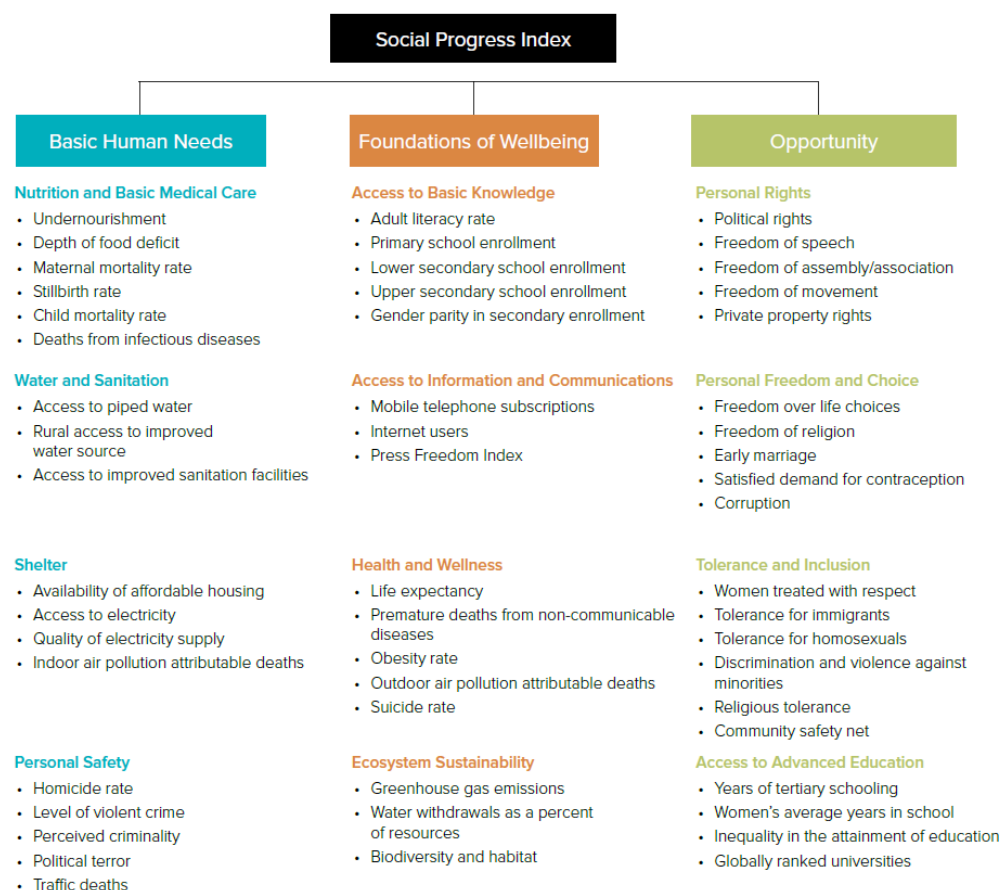 Social Progress Index
Basic Human Needs
Nutrition and Basic Medical Care
• Undernourishment
• Depth of food deficit
• Maternal mortality rate
• Stillbirth rate
• Child mortality rate
• Deaths from infectious diseases
Water and Sanitation
• Access to piped water
• Rural access to improved
water source
• Access to improved sanitation facilities
Shelter
• Availability of affordable housing
• Access to electricity
• Quality of electricity supply
• Indoor air pollution attributable deaths
Personal Safety
• Homicide rate
• Level of violent crime
• Perceived criminality
• Political terror
• Traffic deaths
Foundations of Wellbeing
Access to Basic Knowledge
• Adult literacy rate
• Primary school enrollment
• Lower secondary school enrollment
• Upper secondary school enrollment
• Gender parity in secondary enrollment
Access to Information and Communications
• Mobile telephone subscriptions
• Internet users
• Press Freedom Index
Health and Wellness
• Life expectancy
• Premature deaths from non-communicable
diseases
• Obesity rate
• Outdoor air pollution attributable deaths
• Suicide rate
Ecosystem Sustainability
• Greenhouse gas emissions
• Water withdrawals as a percent
of resources
• Biodiversity and habitat
Opportunity
Personal Rights
• Political rights
• Freedom of speech
• Freedom of assembly/association
• Freedom of movement
• Private property rights
Personal Freedom and Choice
• Freedom over life choices
• Freedom of religion
• Early marriage
• Satisfied demand for contraception
• Corruption
Tolerance and Inclusion
• Women treated with respect
• Tolerance for immigrants
• Tolerance for homosexuals
• Discrimination and violence against
minorities
• Religious tolerance
• Community safety net
Access to Advanced Education
• Years of tertiary schooling
• Women's average years in school
• Inequality in the attainment of education
• Globally ranked universities